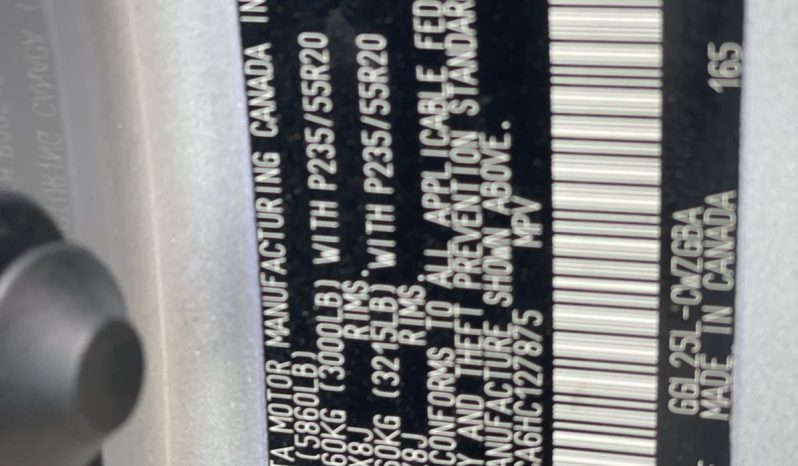 TA MOTOR MANUFACTURING CANADA IN
(5860LB)
60KG (3000LB) WITH P235/55R20
X8J RIMS.
60KG (3215LB) WITH P235/55R20
X8J RIMS.
CONFORMS TO ALL APPLICABLE FED
Y AND THEFT PREVENTION STANDAR
ANUFACTURE SHOWN ABOVE.
CA6HC127875 MPV
GGL25L-CWZGBA 165
MADE IN CANADA